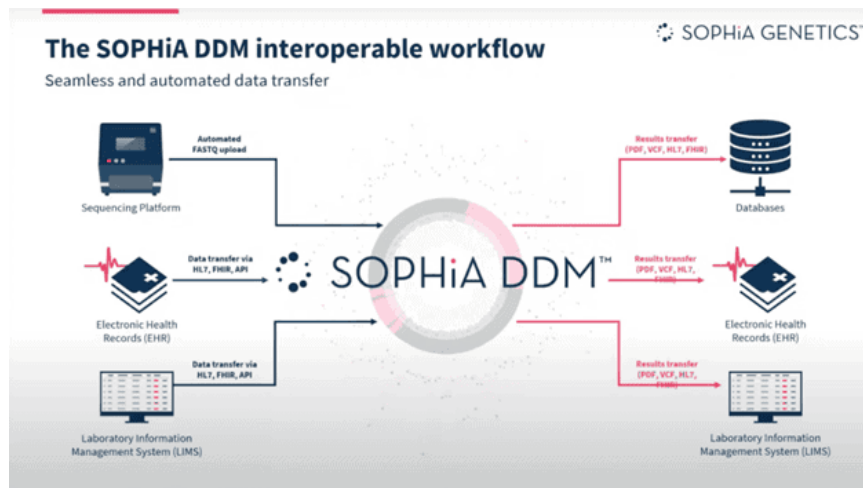 The SOPHiA DDM interoperable workflow
SOPHiA GENETICS™
Seamless and automated data transfer
Automated
FASTQ upload
Sequencing Platform
Data transfer via
HL7, FHIR, API
Electronic Health
Records (EHR)
Data transfer via
HL7, FHIR, API
Laboratory Information
Management System (LIMS)
SOPHiA DDM™
Results transfer
(PDF, VCF, HL7, FHIR)
Databases
Results transfer
(PDF, VCF, HL7,
FHIR)
Electronic Health
Records (EHR)
Results transfer
(PDF, VCF, HL7,
FHIR)
Laboratory Information
Management System (LIMS)